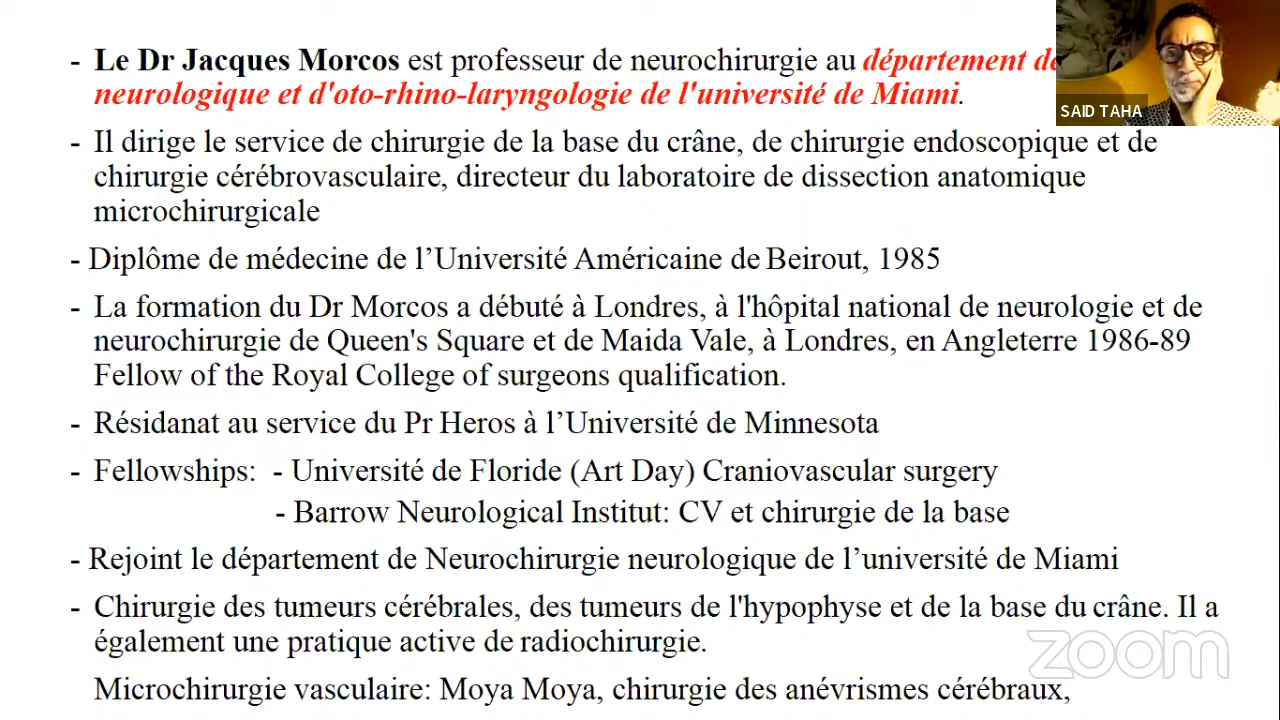 - Le Dr Jacques Morcos est professeur de neurochirurgie au département de
neurologique et d'oto-rhino-laryngologie de l'université de Miami.
- Il dirige le service de chirurgie de la base du crâne, de chirurgie endoscopique et de
chirurgie cérébrovasculaire, directeur du laboratoire de dissection anatomique
microchirurgicale
- Diplôme de médecine de l’Université Américaine de Beirout, 1985
- La formation du Dr Morcos a débuté à Londres, à l'hôpital national de neurologie et de
neurochirurgie de Queen's Square et de Maida Vale, à Londres, en Angleterre 1986-89
Fellow of the Royal College of surgeons qualification.
- Résidanat au service du Pr Heros à l’Université de Minnesota
- Fellowships: - Université de Floride (Art Day) Craniovascular surgery
- Barrow Neurological Institut: CV et chirurgie de la base
- Rejoint le département de Neurochirurgie neurologique de l’université de Miami
- Chirurgie des tumeurs cérébrales, des tumeurs de l'hypophyse et de la base du crâne. Il a
également une pratique active de radiochirurgie.
Microchirurgie vasculaire: Moya Moya, chirurgie des anévrismes cérébraux,
SAID TAHA
zoom